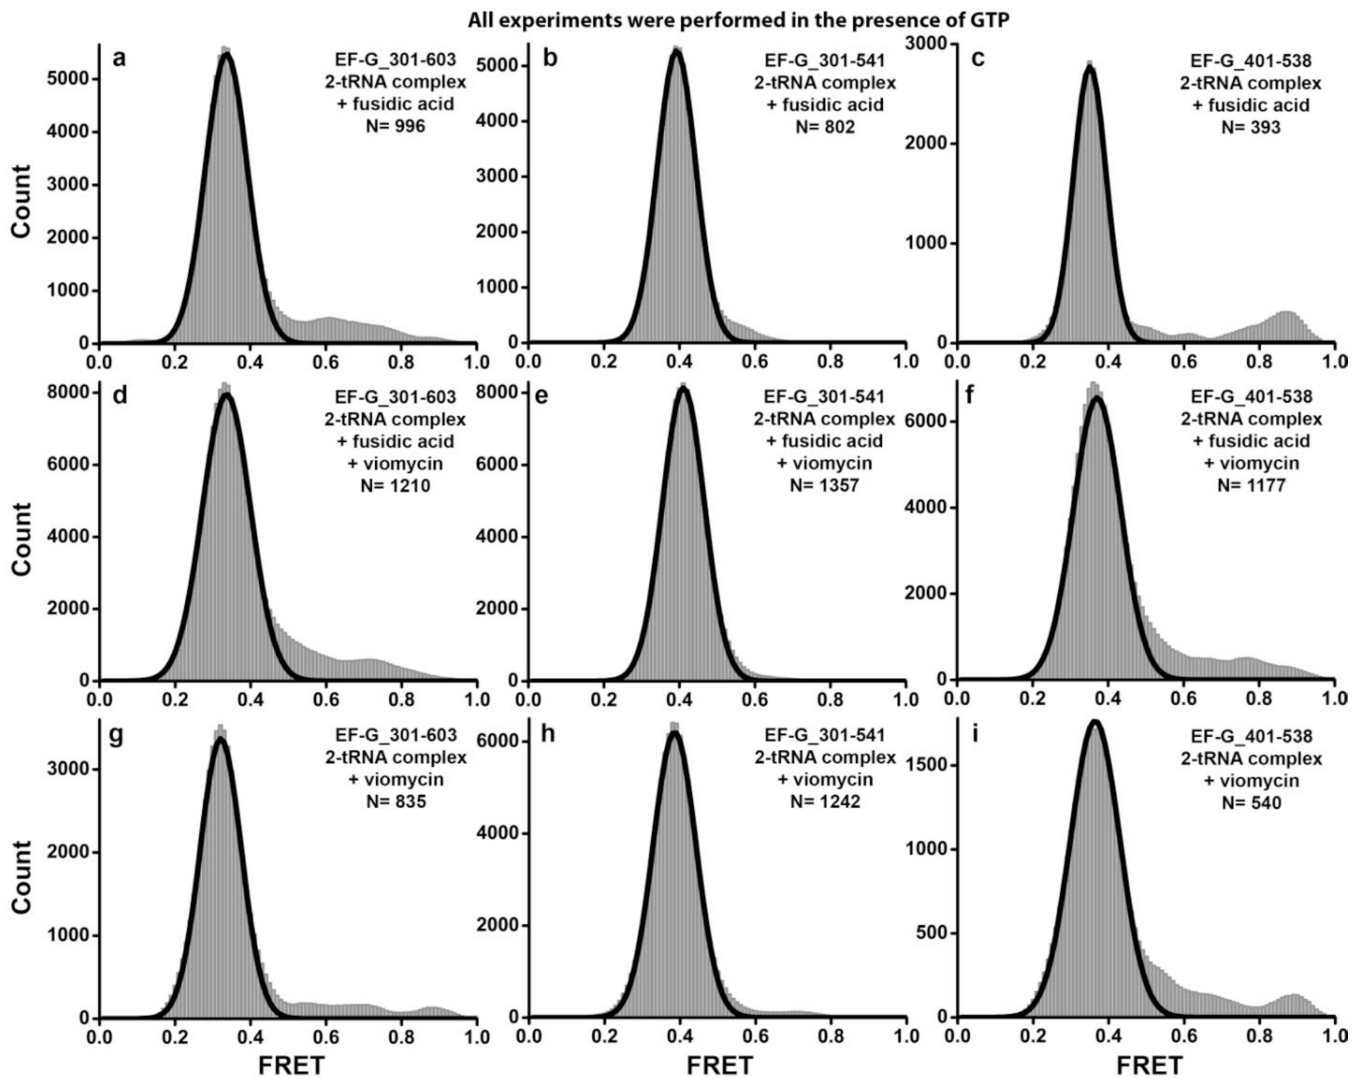 All experiments were performed in the presence of GTP
a
EF-G_301-603
2-tRNA complex
+ fusidic acid
N= 996
Count
5000
4000
3000
2000
1000
0
0.0 0.2 0.4 0.6 0.8 1.0
b
EF-G_301-541
2-tRNA complex
+ fusidic acid
N= 802
5000
4000
3000
2000
1000
0
0.0 0.2 0.4 0.6 0.8 1.0
c
EF-G_401-538
2-tRNA complex
+ fusidic acid
N= 393
3000
2000
1000
0
0.0 0.2 0.4 0.6 0.8 1.0
d
EF-G_301-603
2-tRNA complex
+ fusidic acid
+ viomycin
N= 1210
Count
8000
6000
4000
2000
0
0.0 0.2 0.4 0.6 0.8 1.0
e
EF-G_301-541
2-tRNA complex
+ fusidic acid
+ viomycin
N= 1357
8000
6000
4000
2000
0
0.0 0.2 0.4 0.6 0.8 1.0
f
EF-G_401-538
2-tRNA complex
+ fusidic acid
+ viomycin
N= 1177
6000
4000
2000
0
0.0 0.2 0.4 0.6 0.8 1.0
g
EF-G_301-603
2-tRNA complex
+ viomycin
N= 835
Count
3000
2000
1000
0
0.0 0.2 0.4 0.6 0.8 1.0
FRET
h
EF-G_301-541
2-tRNA complex
+ viomycin
N= 1242
6000
4000
2000
0
0.0 0.2 0.4 0.6 0.8 1.0
FRET
i
EF-G_401-538
2-tRNA complex
+ viomycin
N= 540
1500
1000
500
0
0.0 0.2 0.4 0.6 0.8 1.0
FRET